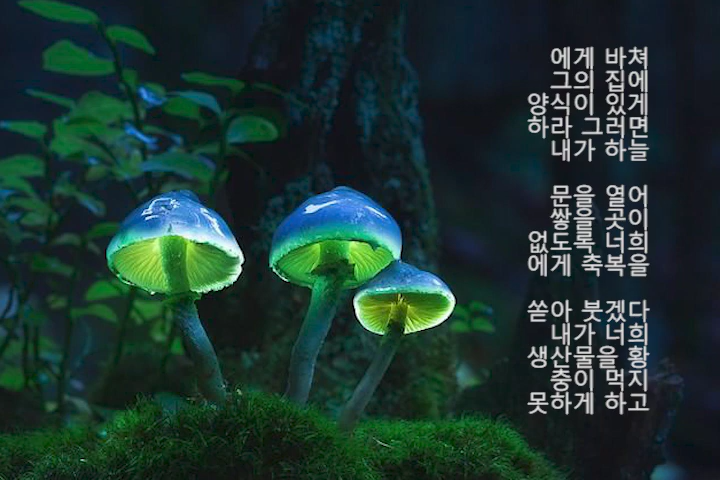 에게 바쳐
그의 집에
양식이 있게
하라 그러면
내가 하늘
문을 열어
쌓을 곳이
없도록 너희
에게 축복을
쏟아 붓겠다
내가 너희
생산물을 황
충이 먹지
못하게 하고